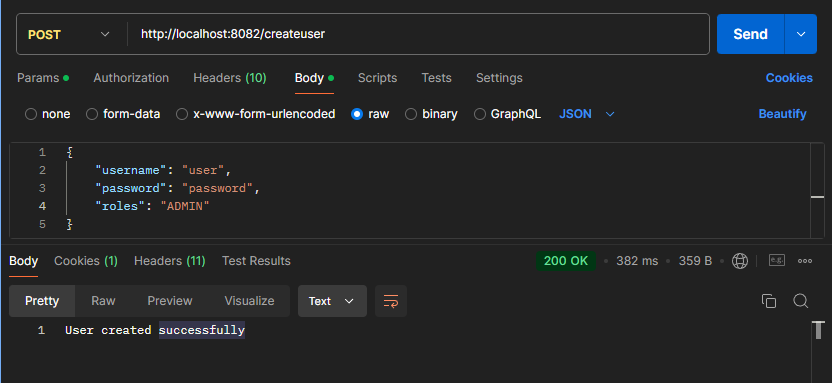 POST http://localhost:8082/createuser Send
Params Authorization Headers (10) Body Scripts Tests Settings Cookies
none form-data x-www-form-urlencoded raw binary GraphQL JSON Beautify
1 {
2 "username": "user",
3 "password": "password",
4 "roles": "ADMIN"
5 }
Body Cookies (1) Headers (11) Test Results 200 OK 382 ms 359 B e.g.
Pretty Raw Preview Visualize Text
1 User created successfully